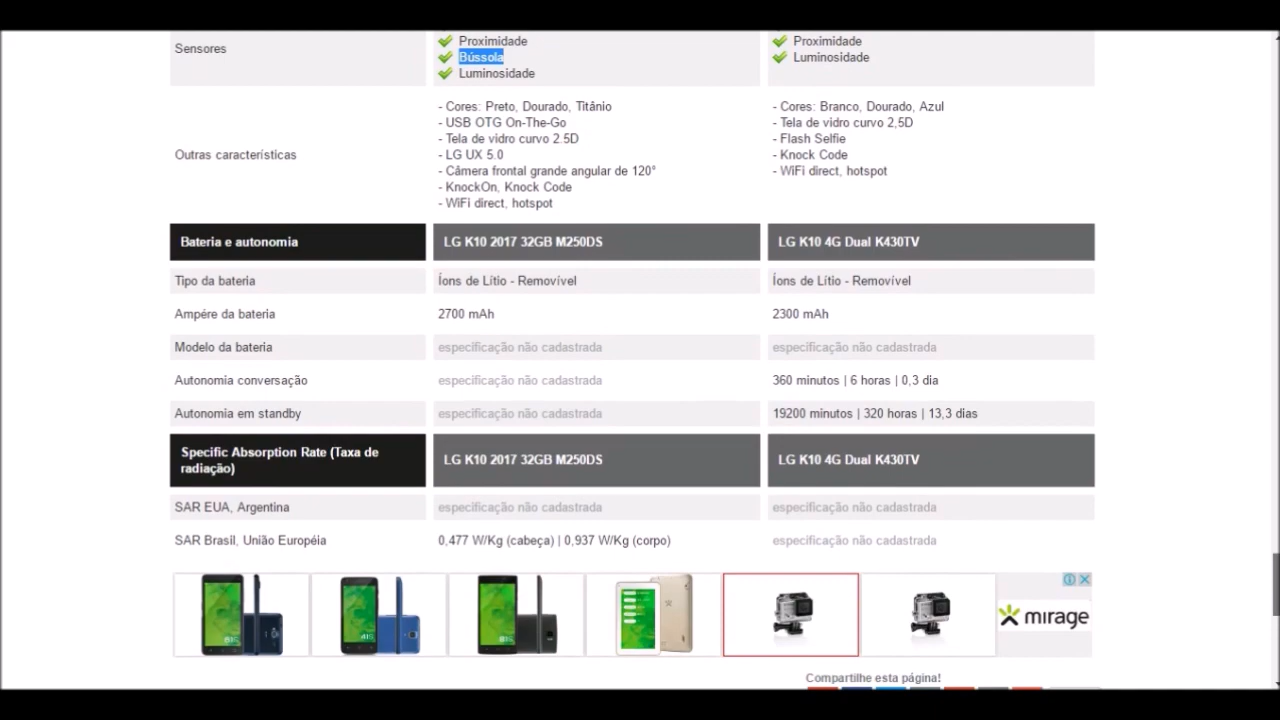 Sensores
Proximidade
Bússola
Luminosidade
Proximidade
Luminosidade
Outras características
- Cores: Preto, Dourado, Titânio
- USB OTG On-The-Go
- Tela de vidro curvo 2.5D
- LG UX 5.0
- Câmera frontal grande angular de 120°
- KnockOn, Knock Code
- WiFi direct, hotspot
- Cores: Branco, Dourado, Azul
- Tela de vidro curvo 2,5D
- Flash Selfie
- Knock Code
- WiFi direct, hotspot
Bateria e autonomia LG K10 2017 32GB M250DS LG K10 4G Dual K430TV
Tipo da bateria Íons de Lítio - Removível Íons de Lítio - Removível
Ampére da bateria 2700 mAh 2300 mAh
Modelo da bateria especificação não cadastrada especificação não cadastrada
Autonomia conversação especificação não cadastrada 360 minutos | 6 horas | 0,3 dia
Autonomia em standby especificação não cadastrada 19200 minutos | 320 horas | 13,3 dias
Specific Absorption Rate (Taxa de
radiação) LG K10 2017 32GB M250DS LG K10 4G Dual K430TV
SAR EUA, Argentina especificação não cadastrada especificação não cadastrada
SAR Brasil, União Européia 0,477 W/Kg (cabeça) | 0,937 W/Kg (corpo) especificação não cadastrada
mirage
Compartilhe esta página!